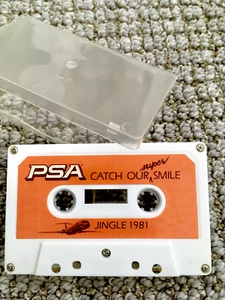 PSA CATCH OUR super SMILE
JINGLE 1981